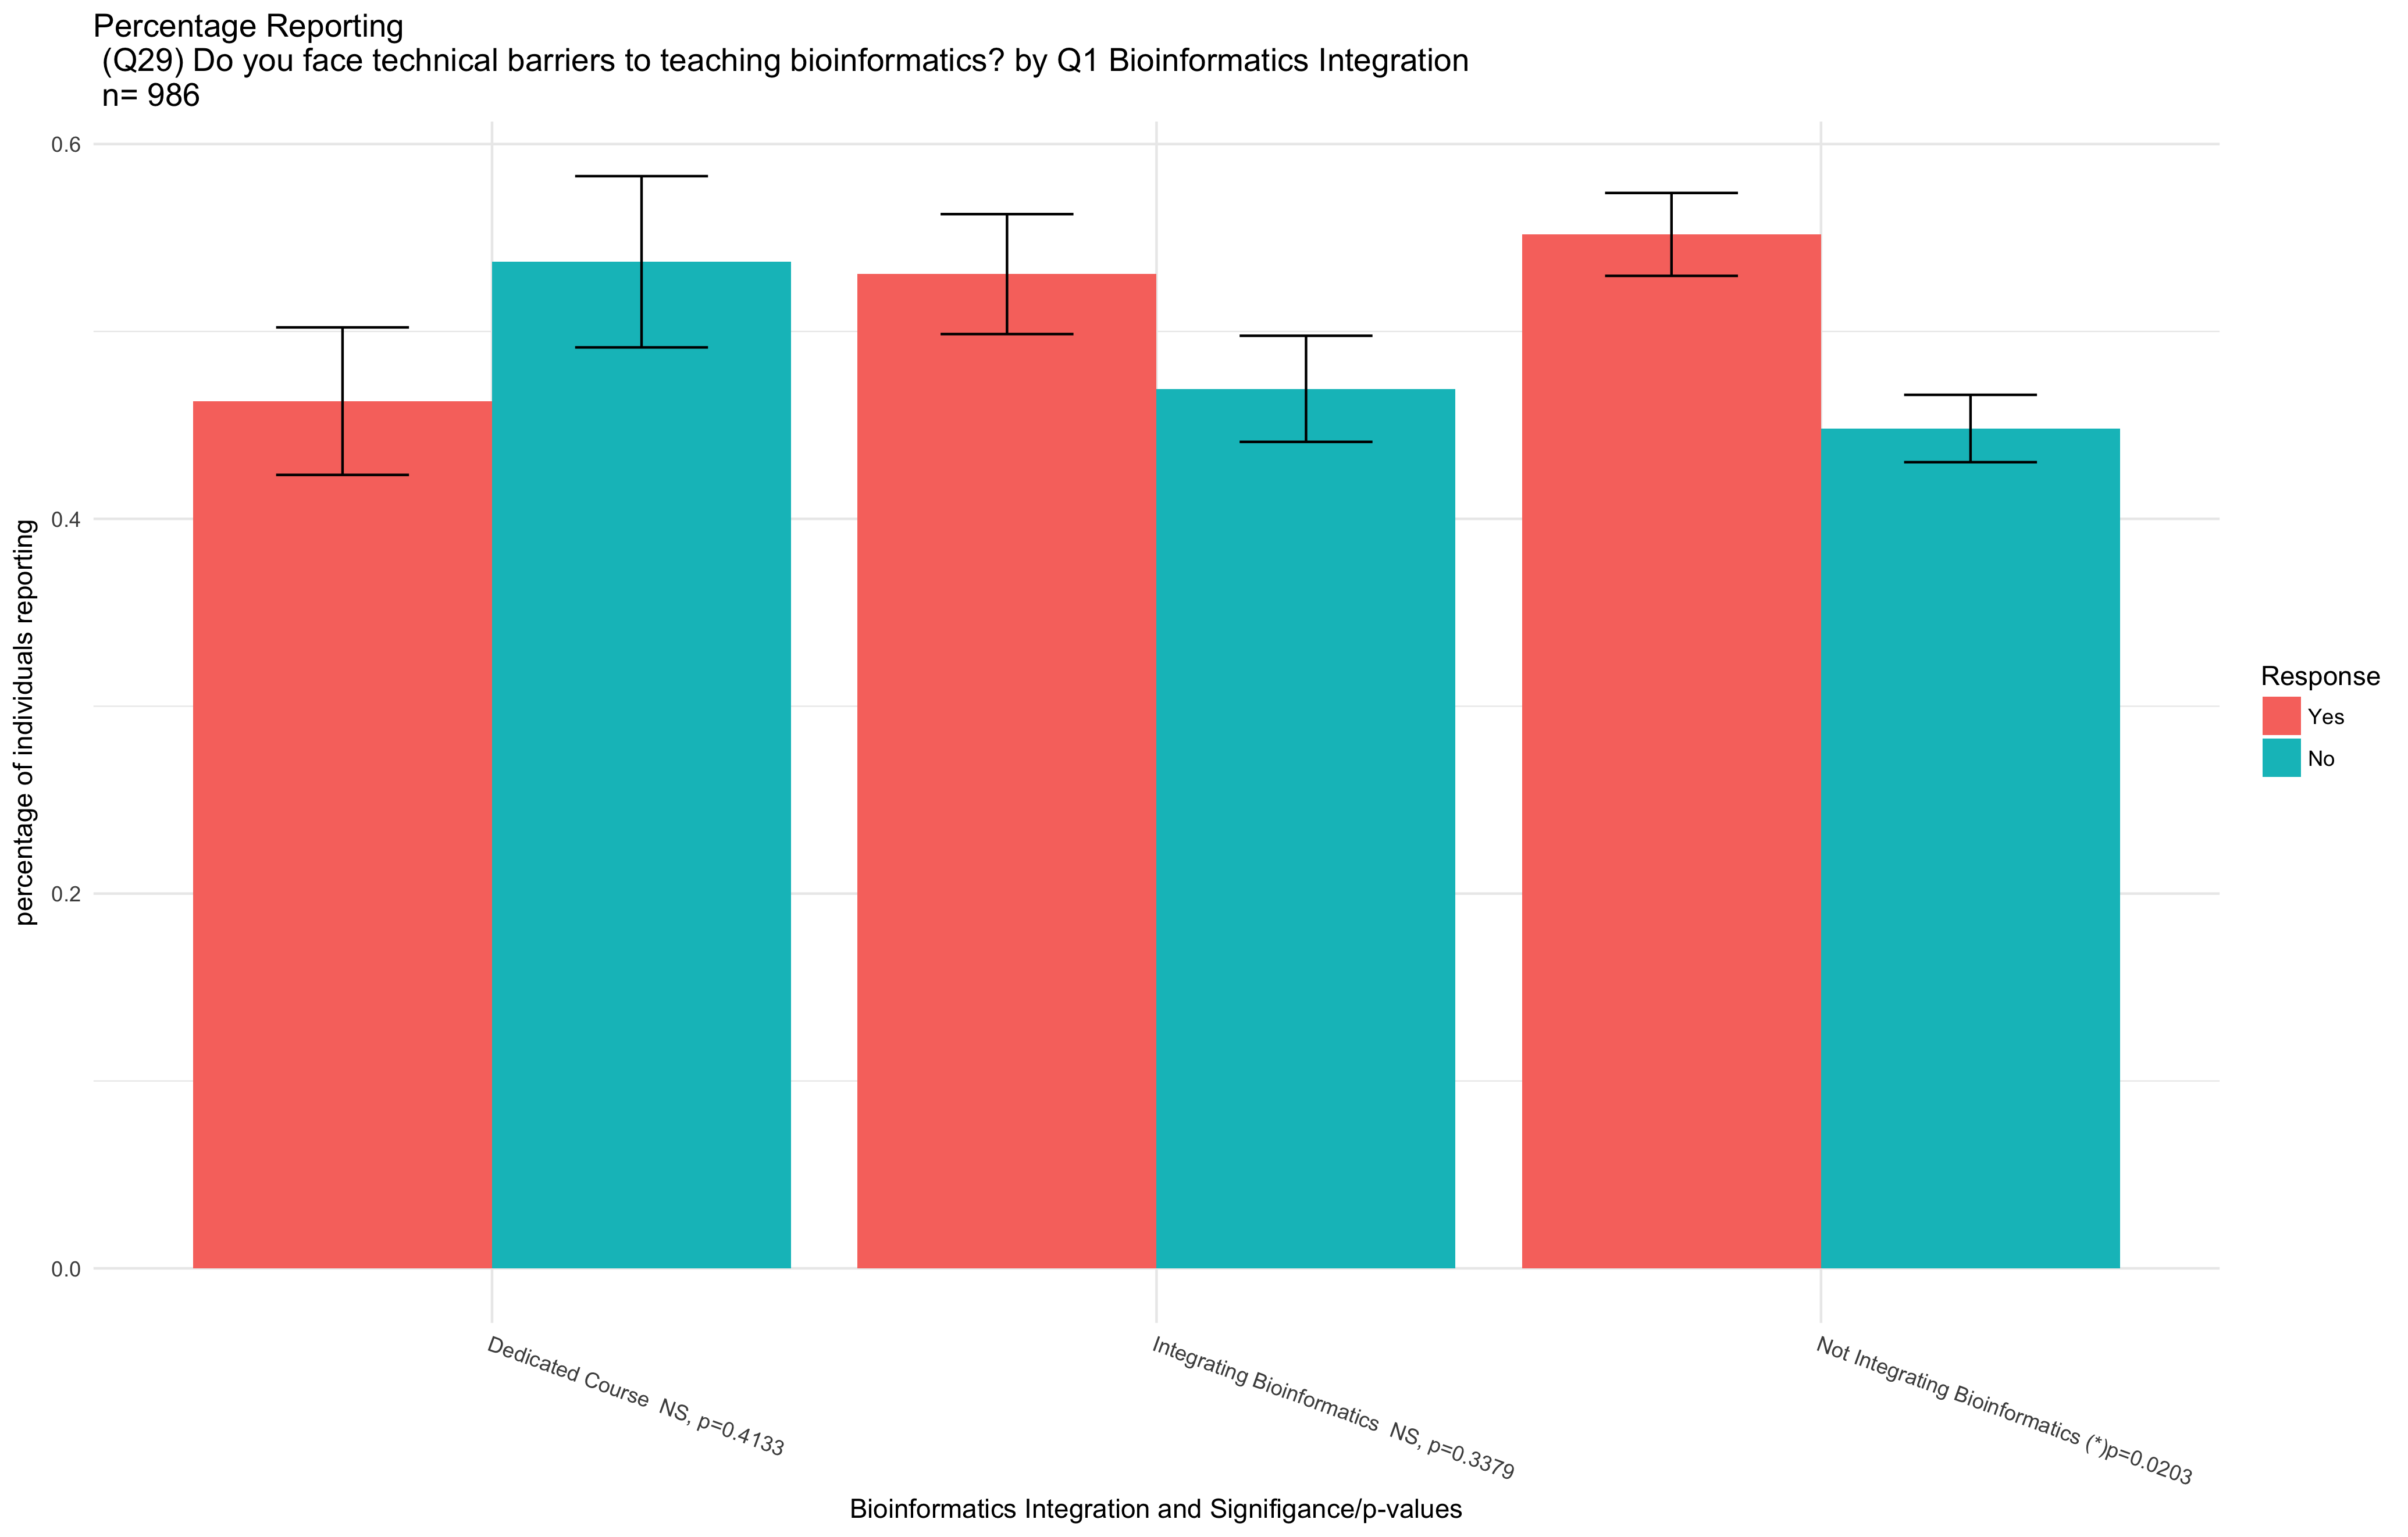 Percentage Reporting
(Q29) Do you face technical barriers to teaching bioinformatics? by Q1 Bioinformatics Integration
n= 986
0.6
0.4
0.2
0.0
percentage of individuals reporting
Response
Yes
No
Dedicated Course  NS, p=0.4133
Integrating Bioinformatics  NS, p=0.3379
Not Integrating Bioinformatics (*)p=0.0203
Bioinformatics Integration and Signifigance/p-values